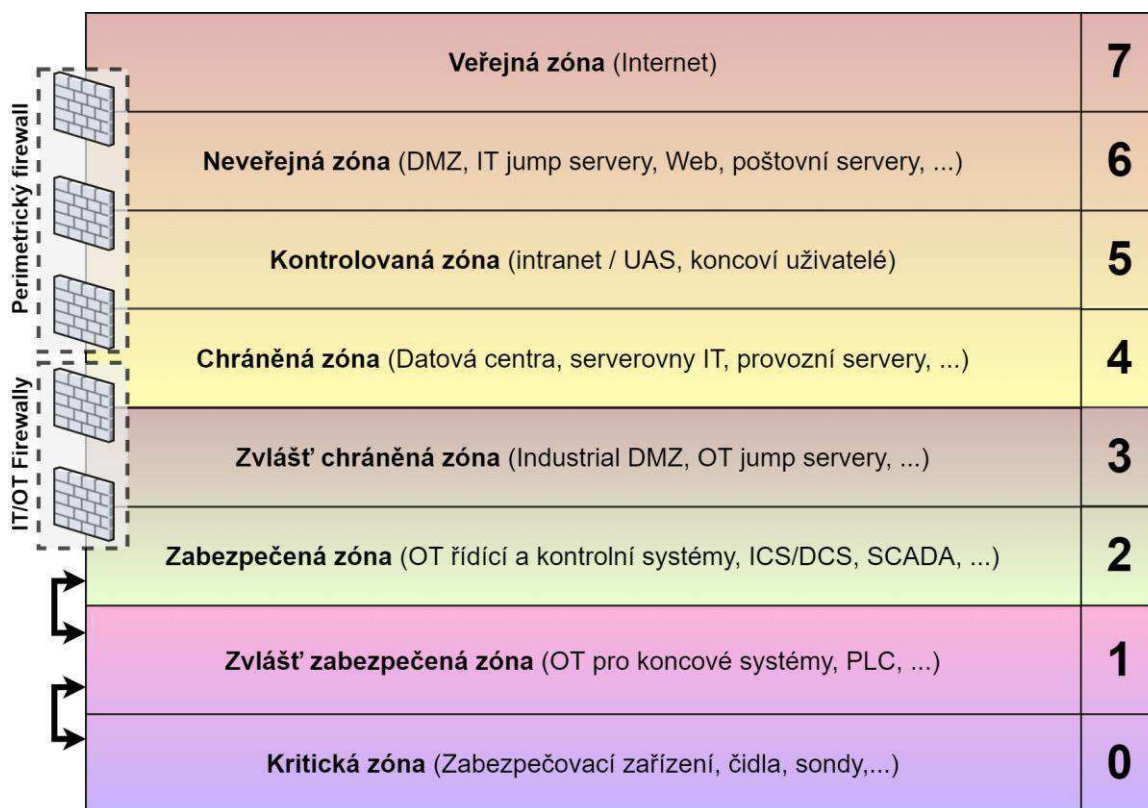 Veřejná zóna (Internet) 7
Neveřejná zóna (DMZ, IT jump servery, Web, poštovní servery, ...) 6
Kontrolovaná zóna (intranet / UAS, koncoví uživatelé) 5
Chráněná zóna (Datová centra, serverovny IT, provozní servery, ...) 4
Zvlášť chráněná zóna (Industrial DMZ, OT jump servery, ...) 3
Zabezpečená zóna (OT řídící a kontrolní systémy, ICS/DCS, SCADA, ...) 2
Zvlášť zabezpečená zóna (OT pro koncové systémy, PLC, ...) 1
Kritická zóna (Zabezpečovací zařízení, čidla, sondy,...) 0
Perimetrický firewall
IT/OT Firewally